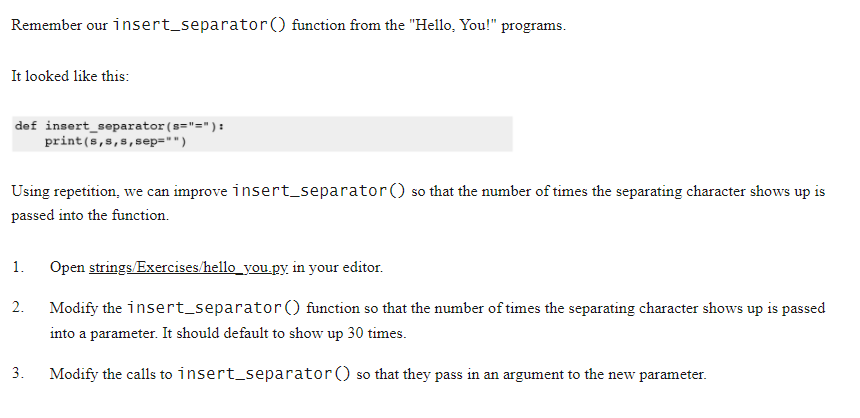 Remember our insert_separator() function from the "Hello, You!" programs.
It looked like this:
def insert_separator(s="="):
    print(s,s,s,sep="")
Using repetition, we can improve insert_separator() so that the number of times the separating character shows up is
passed into the function.
1. Open strings/Exercises/hello_you.py in your editor.
2. Modify the insert_separator() function so that the number of times the separating character shows up is passed
into a parameter. It should default to show up 30 times.
3. Modify the calls to insert_separator() so that they pass in an argument to the new parameter.